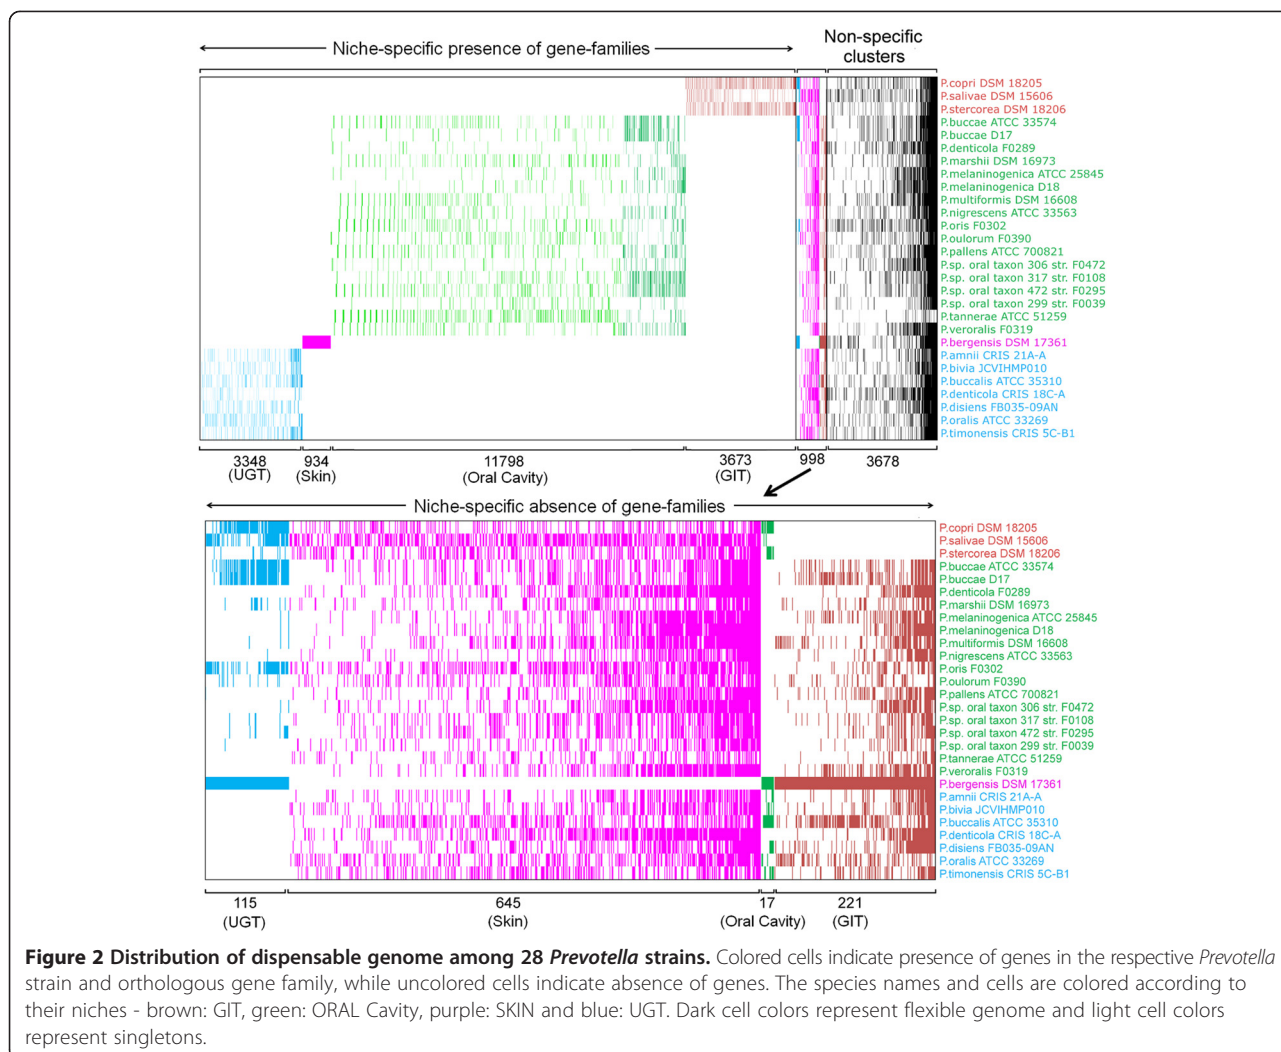 Niche-specific presence of gene-families
Non-specific
clusters
P.copri DSM 18205
P.salivae DSM 15606
P.stercorea DSM 18206
P.buccae ATCC 33574
P.buccae D17
P.denticola F0289
P.marshii DSM 16973
P.melaninogenica ATCC 25845
P.melaninogenica D18
P.multiformis DSM 16608
P.nigrescens ATCC 33563
P.oris F0302
P.oulorum F0390
P.pallens ATCC 700821
P.sp. oral taxon 306 str. F0472
P.sp. oral taxon 317 str. F0108
P.sp. oral taxon 472 str. F0295
P.sp. oral taxon 299 str. F0039
P.tannerae ATCC 51259
P.veroralis F0319
P.bergensis DSM 17361
P.amnii CRIS 21A-A
P.bivia JCVIHMP010
P.buccalis ATCC 35310
P.denticola CRIS 18C-A
P.disiens FB035-09AN
P.oralis ATCC 33269
P.timonensis CRIS 5C-B1
3348 934 11798 3673 998 3678
(UGT) (Skin) (Oral Cavity) (GIT)
Niche-specific absence of gene-families
P.copri DSM 18205
P.salivae DSM 15606
P.stercorea DSM 18206
P.buccae ATCC 33574
P.buccae D17
P.denticola F0289
P.marshii DSM 16973
P.melaninogenica ATCC 25845
P.melaninogenica D18
P.multiformis DSM 16608
P.nigrescens ATCC 33563
P.oris F0302
P.oulorum F0390
P.pallens ATCC 700821
P.sp. oral taxon 306 str. F0472
P.sp. oral taxon 317 str. F0108
P.sp. oral taxon 472 str. F0295
P.sp. oral taxon 299 str. F0039
P.tannerae ATCC 51259
P.veroralis F0319
P.bergensis DSM 17361
P.amnii CRIS 21A-A
P.bivia JCVIHMP010
P.buccalis ATCC 35310
P.denticola CRIS 18C-A
P.disiens FB035-09AN
P.oralis ATCC 33269
P.timonensis CRIS 5C-B1
115 645 17 221
(UGT) (Skin) (Oral Cavity) (GIT)
Figure 2 Distribution of dispensable genome among 28 Prevotella strains. Colored cells indicate presence of genes in the respective Prevotella
strain and orthologous gene family, while uncolored cells indicate absence of genes. The species names and cells are colored according to
their niches - brown: GIT, green: ORAL Cavity, purple: SKIN and blue: UGT. Dark cell colors represent flexible genome and light cell colors
represent singletons.